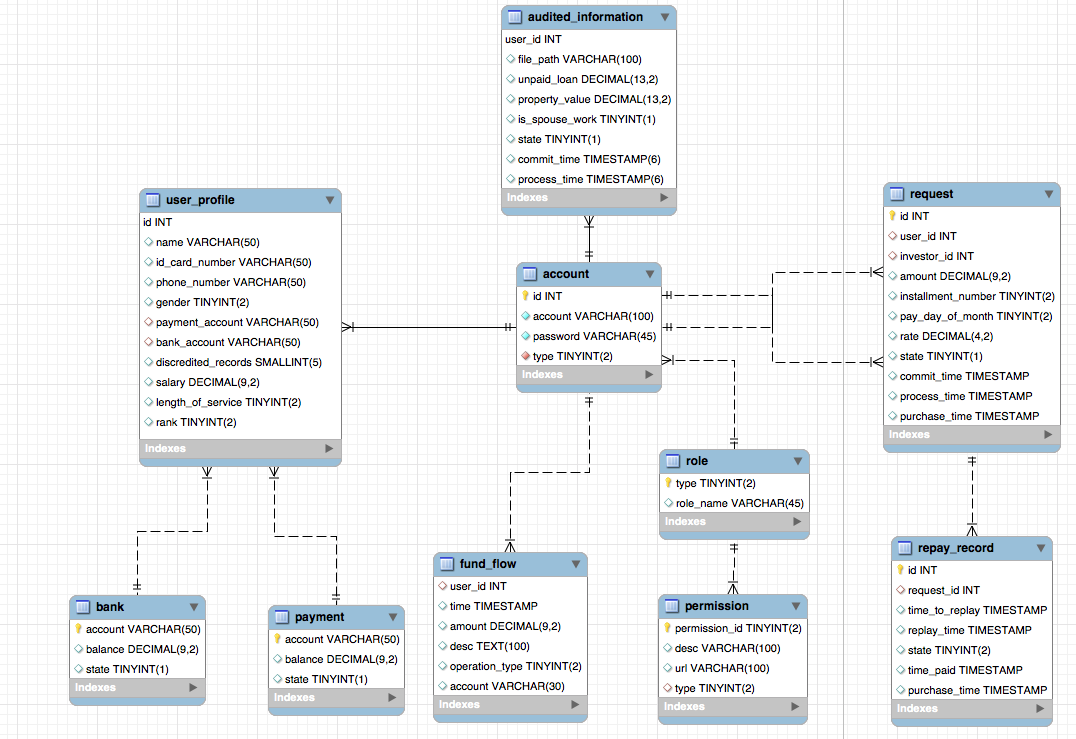 audited_information
user_id INT
file_path VARCHAR(100)
unpaid_loan DECIMAL(13,2)
property_value DECIMAL(13,2)
is_spouse_work TINYINT(1)
state TINYINT(1)
commit_time TIMESTAMP(6)
process_time TIMESTAMP(6)
Indexes
user_profile
id INT
name VARCHAR(50)
id_card_number VARCHAR(50)
phone_number VARCHAR(50)
gender TINYINT(2)
payment_account VARCHAR(50)
bank_account VARCHAR(50)
discredited_records SMALLINT(5)
salary DECIMAL(9,2)
length_of_service TINYINT(2)
rank TINYINT(2)
Indexes
account
id INT
account VARCHAR(100)
password VARCHAR(45)
type TINYINT(2)
Indexes
request
id INT
user_id INT
investor_id INT
amount DECIMAL(9,2)
installment_number TINYINT(2)
pay_day_of_month TINYINT(2)
rate DECIMAL(4,2)
state TINYINT(1)
commit_time TIMESTAMP
process_time TIMESTAMP
purchase_time TIMESTAMP
Indexes
role
type TINYINT(2)
role_name VARCHAR(45)
Indexes
bank
account VARCHAR(50)
balance DECIMAL(9,2)
state TINYINT(1)
Indexes
payment
account VARCHAR(50)
balance DECIMAL(9,2)
state TINYINT(1)
Indexes
fund_flow
user_id INT
time TIMESTAMP
amount DECIMAL(9,2)
desc TEXT(100)
operation_type TINYINT(2)
account VARCHAR(30)
Indexes
permission
permission_id TINYINT(2)
desc VARCHAR(100)
url VARCHAR(100)
type TINYINT(2)
Indexes
repay_record
id INT
request_id INT
time_to_replay TIMESTAMP
replay_time TIMESTAMP
state TINYINT(2)
time_paid TIMESTAMP
purchase_time TIMESTAMP
Indexes